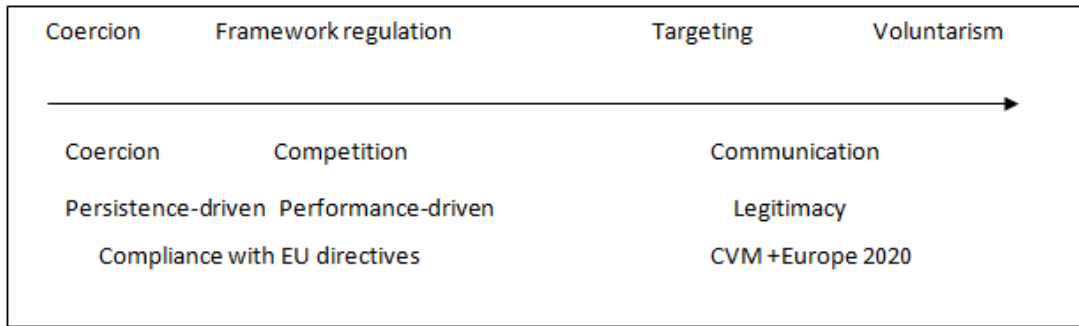 Coercion Framework regulation Targeting Voluntarism
Coercion Competition Communication
Persistence-driven Performance-driven Legitimacy
Compliance with EU directives CVM +Europe 2020